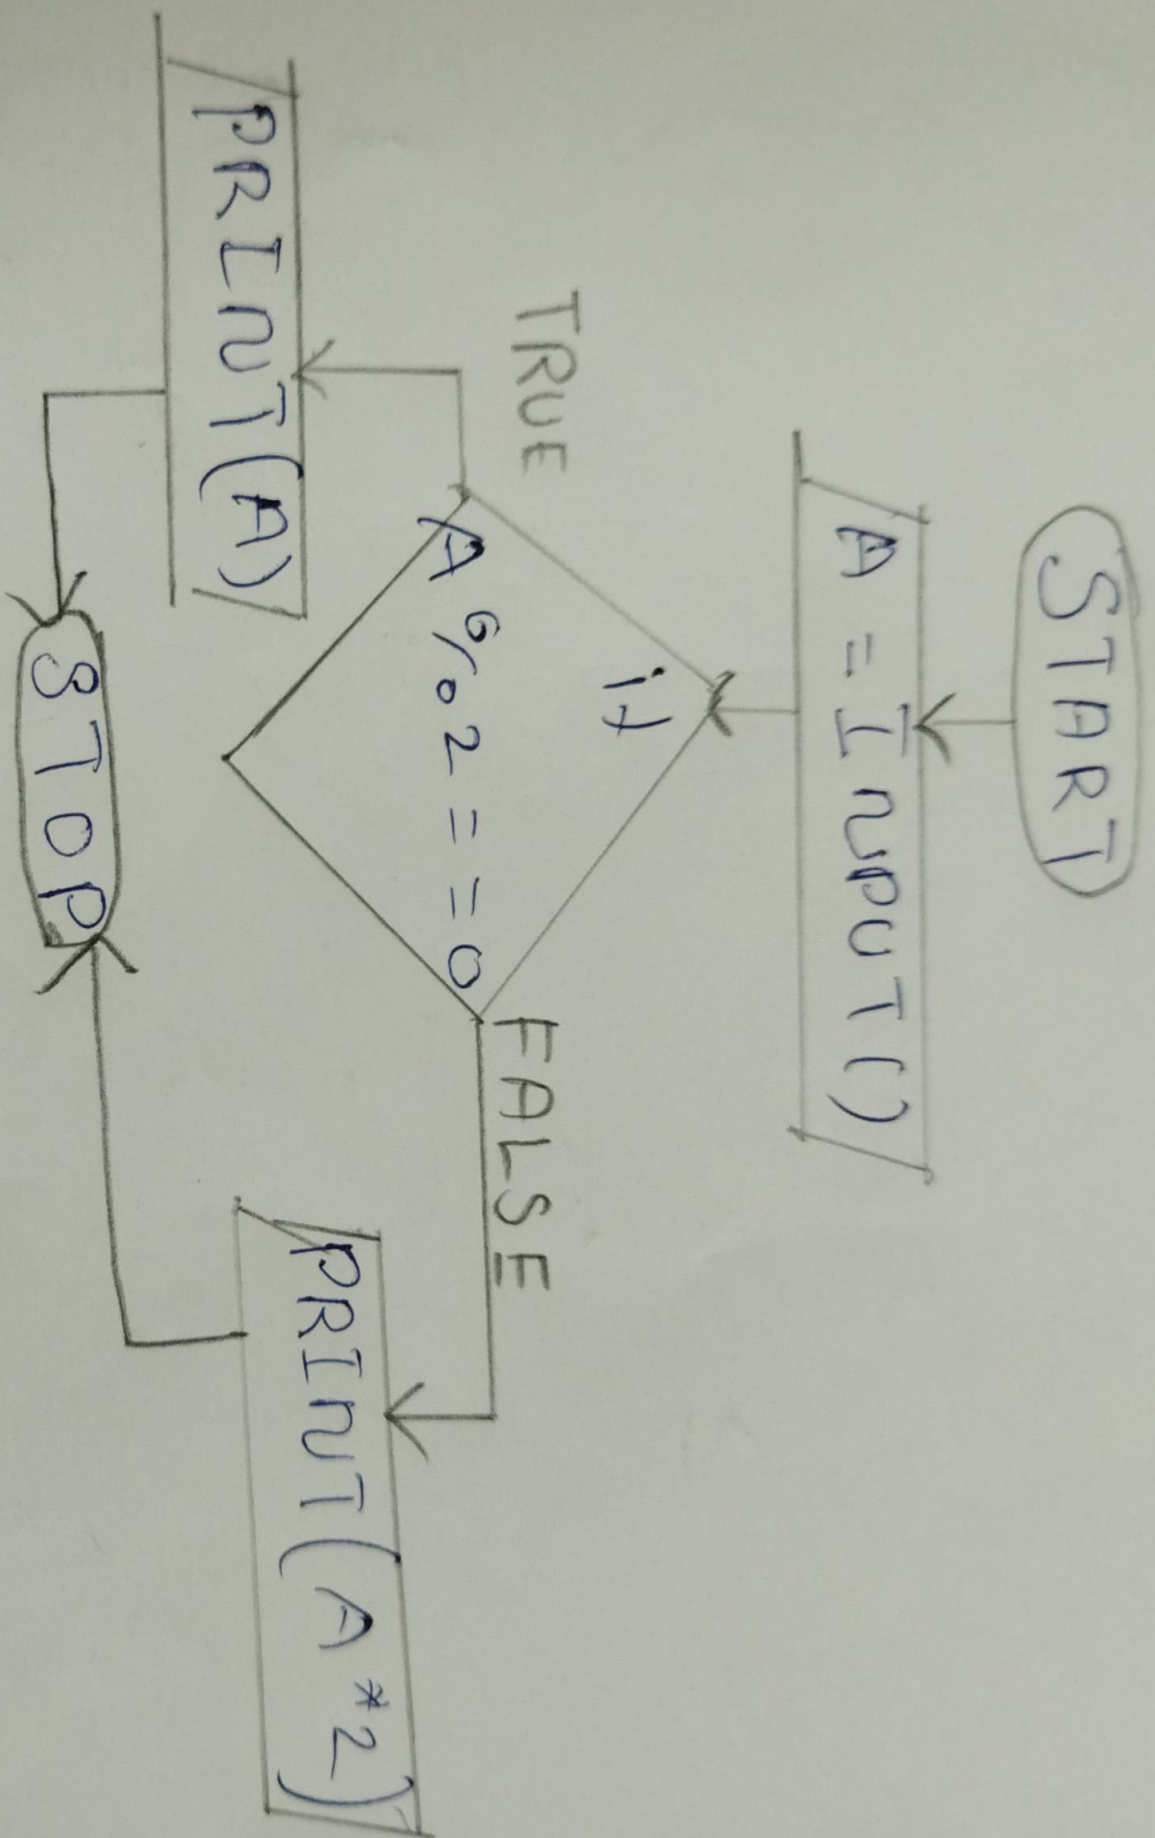 START
A = INPUT()
if
A % 2 = = 0
TRUE
FALSE
PRINT(A)
PRINT(A*2)
STOP